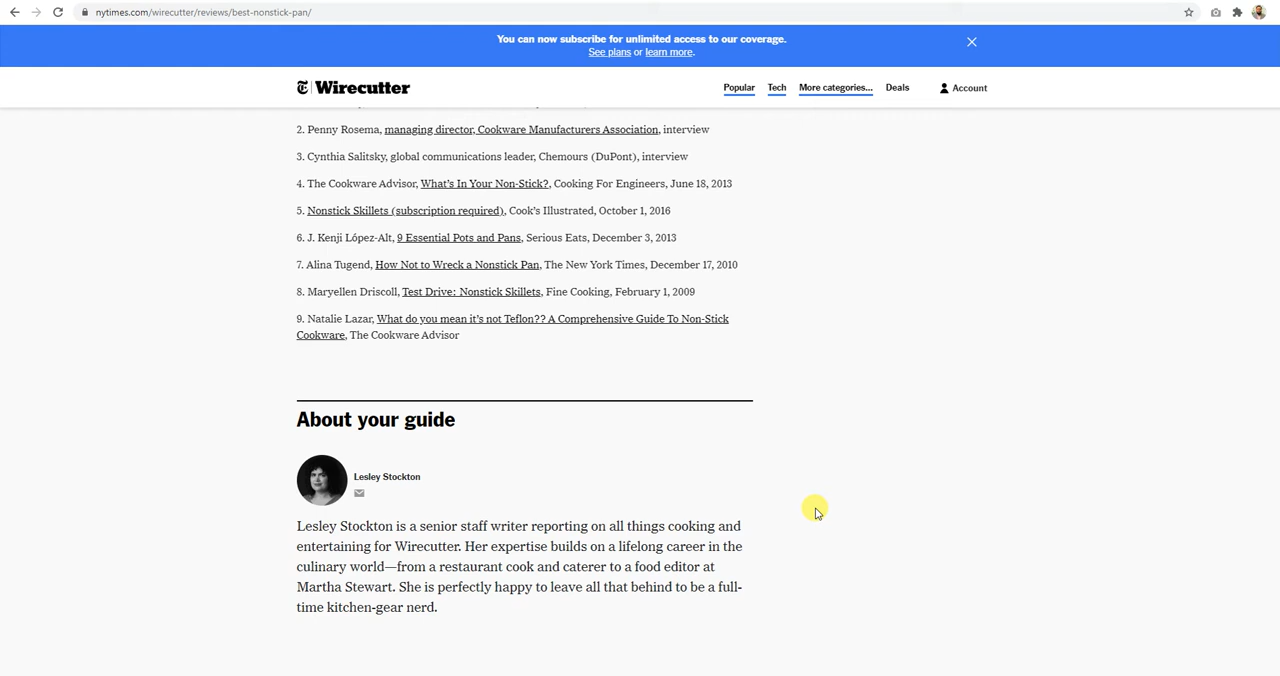 nytimes.com/wirecutter/reviews/best-nonstick-pan/
You can now subscribe for unlimited access to our coverage.
See plans or learn more.
Wirecutter
Popular
Tech
More categories...
Deals
Account
2. Penny Rosema, managing director, Cookware Manufacturers Association, interview
3. Cynthia Salitsky, global communications leader, Chemours (DuPont), interview
4. The Cookware Advisor, What's In Your Non-Stick?, Cooking For Engineers, June 18, 2013
5. Nonstick Skillets (subscription required), Cook's Illustrated, October 1, 2016
6. J. Kenji López-Alt, 9 Essential Pots and Pans, Serious Eats, December 3, 2013
7. Alina Tugend, How Not to Wreck a Nonstick Pan, The New York Times, December 17, 2010
8. Maryellen Driscoll, Test Drive: Nonstick Skillets, Fine Cooking, February 1, 2009
9. Natalie Lazar, What do you mean it's not Teflon?? A Comprehensive Guide To Non-Stick
Cookware, The Cookware Advisor
About your guide
Lesley Stockton
Lesley Stockton is a senior staff writer reporting on all things cooking and
entertaining for Wirecutter. Her expertise builds on a lifelong career in the
culinary world—from a restaurant cook and caterer to a food editor at
Martha Stewart. She is perfectly happy to leave all that behind to be a full-
time kitchen-gear nerd.